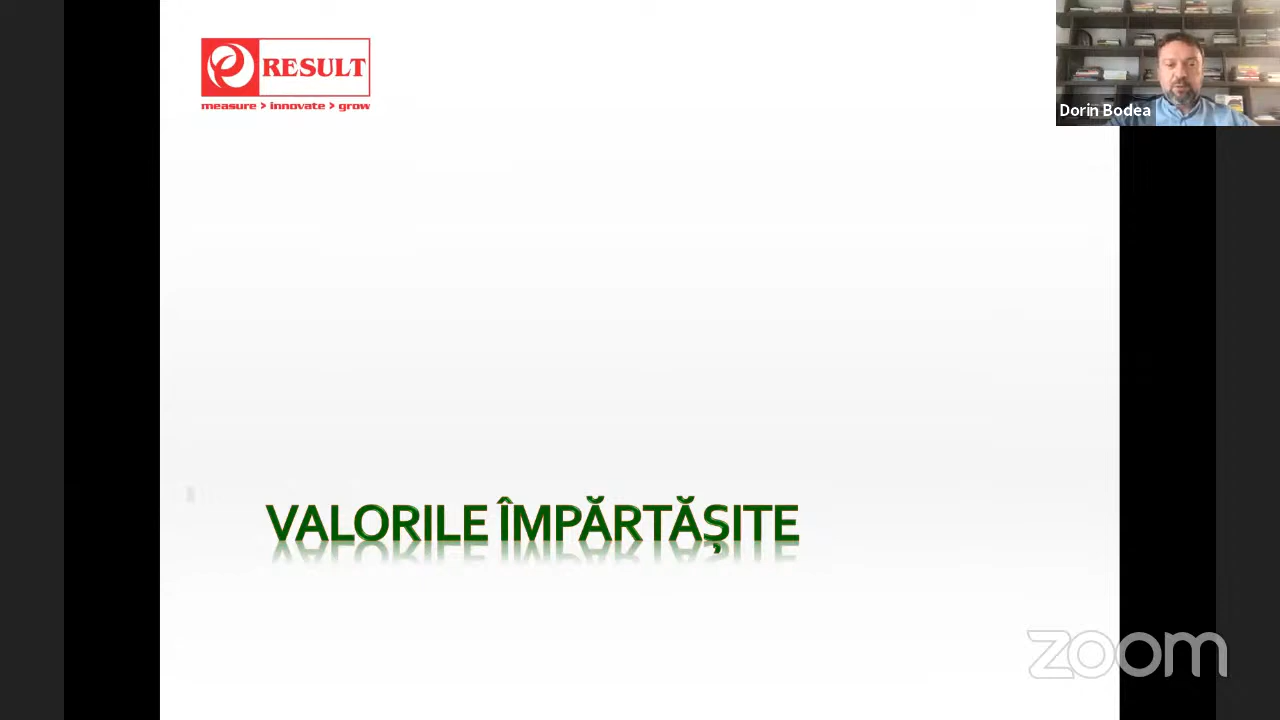 RESULT
measure > innovate > grow
Dorin Bodea
VALORILE ÎMPĂRTĂȘITE
zoom